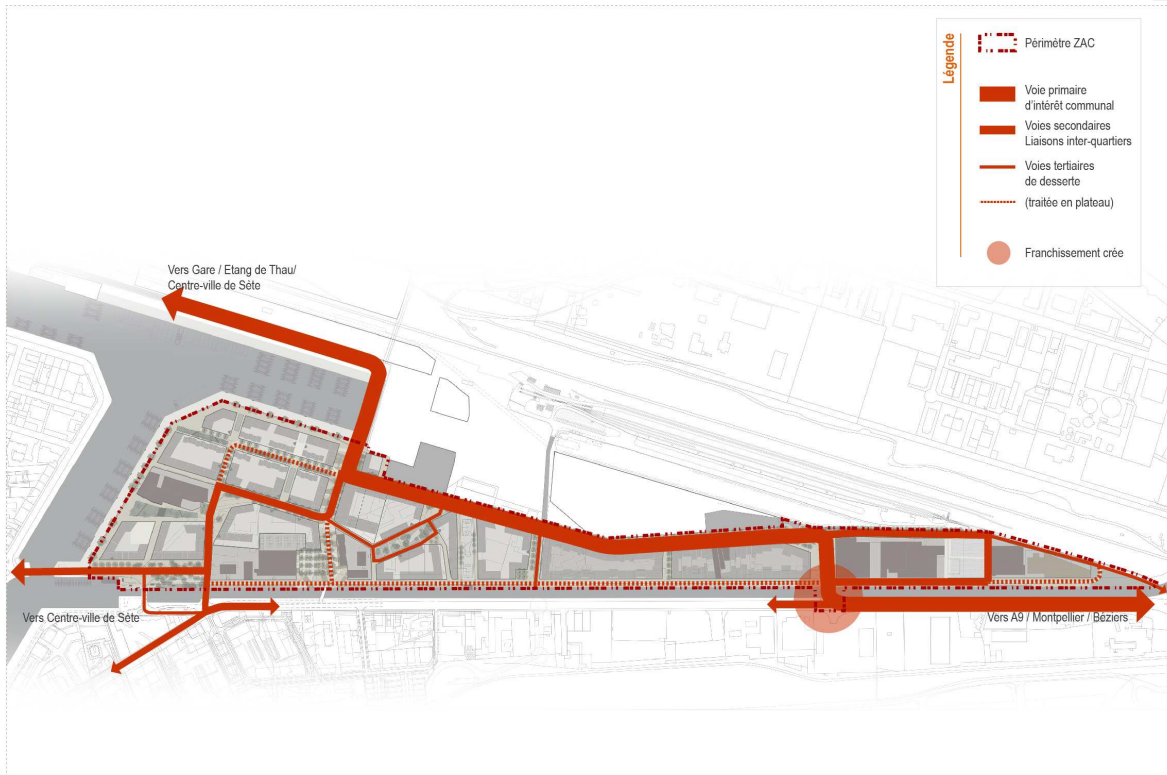 Légende
Périmètre ZAC
Voie primaire
d'intérêt communal
Voies secondaires
Liaisons inter-quartiers
Voies tertiaires
de desserte
(traitée en plateau)
Franchissement crée
Vers Gare / Etang de Thau/
Centre-ville de Sète
Vers Centre-ville de Sète
Vers A9 / Montpellier / Béziers